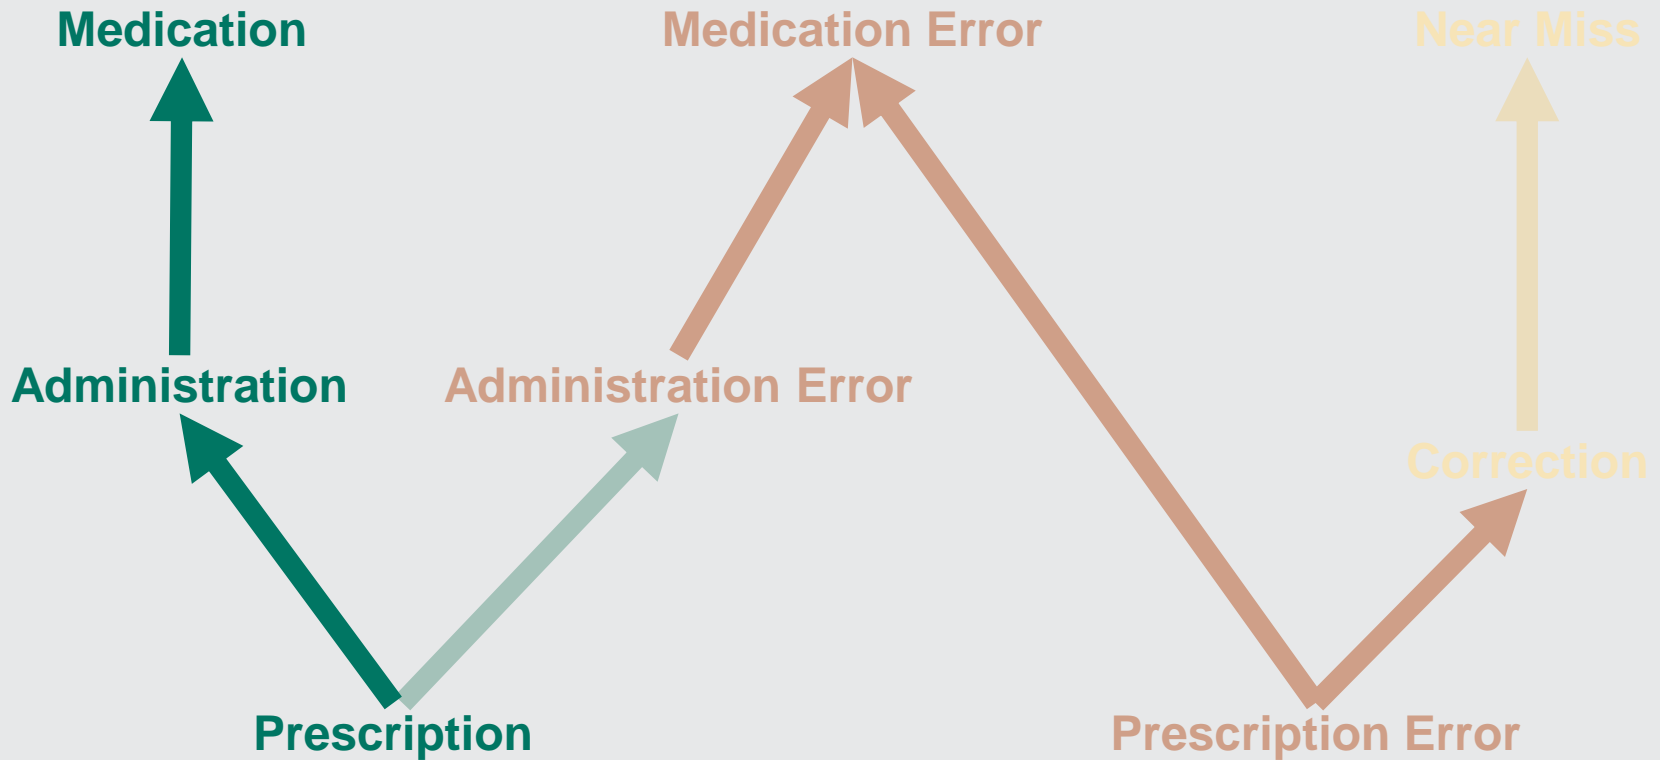 Medication
Medication Error
Near Miss
Administration
Administration Error
Correction
Prescription
Prescription Error